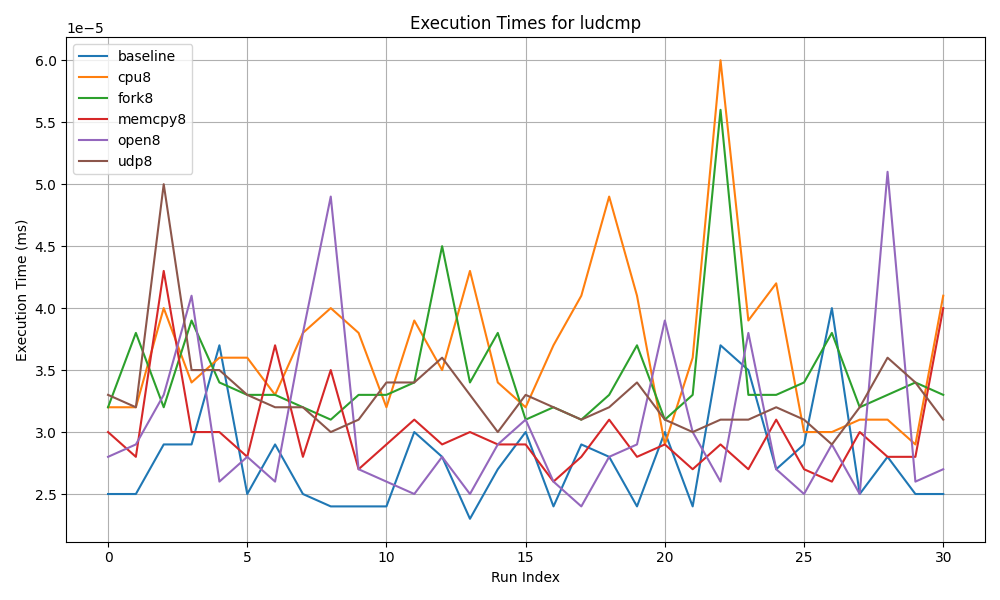 Execution Times for ludcmp
1e−5
baseline
cpu8
fork8
memcpy8
open8
udp8
6.0
5.5
5.0
4.5
4.0
3.5
3.0
2.5
Execution Time (ms)
0 5 10 15 20 25 30
Run Index